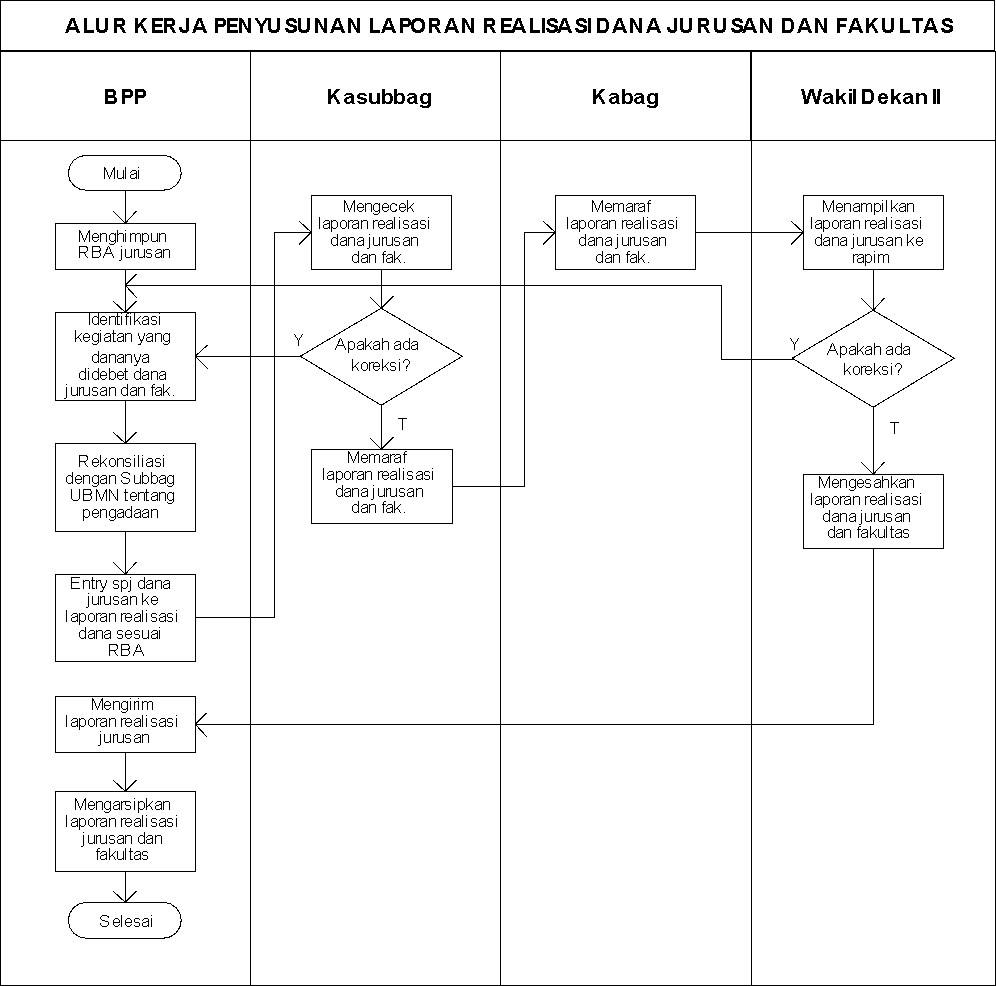 ALUR KERJA PENYUSUNAN LAPORAN REALISASI DANA JURUSAN DAN FAKULTAS
BPP
Kasubbag
Kabag
Wakil Dekan II
Mulai
Menghimpun
RBA jurusan
Identifikasi
kegiatan yang
dananya
didebet dana
jurusan dan fak.
Rekonsiliasi
dengan Subbag
UBMN tentang
pengadaan
Entry spj dana
jurusan ke
laporan realisasi
dana sesuai
RBA
Mengirim
laporan realisasi
jurusan
Mengarsipkan
laporan realisasi
jurusan dan
fakultas
Selesai
Mengecek
laporan realisasi
dana jurusan
dan fak.
Y
Apakah ada
koreksi?
T
Memaraf
laporan realisasi
dana jurusan
dan fak.
Memaraf
laporan realisasi
dana jurusan
dan fak.
Menampilkan
laporan realisasi
dana jurusan ke
rapim
Y
Apakah ada
koreksi?
T
Mengesahkan
laporan realisasi
dana jurusan
dan fakultas